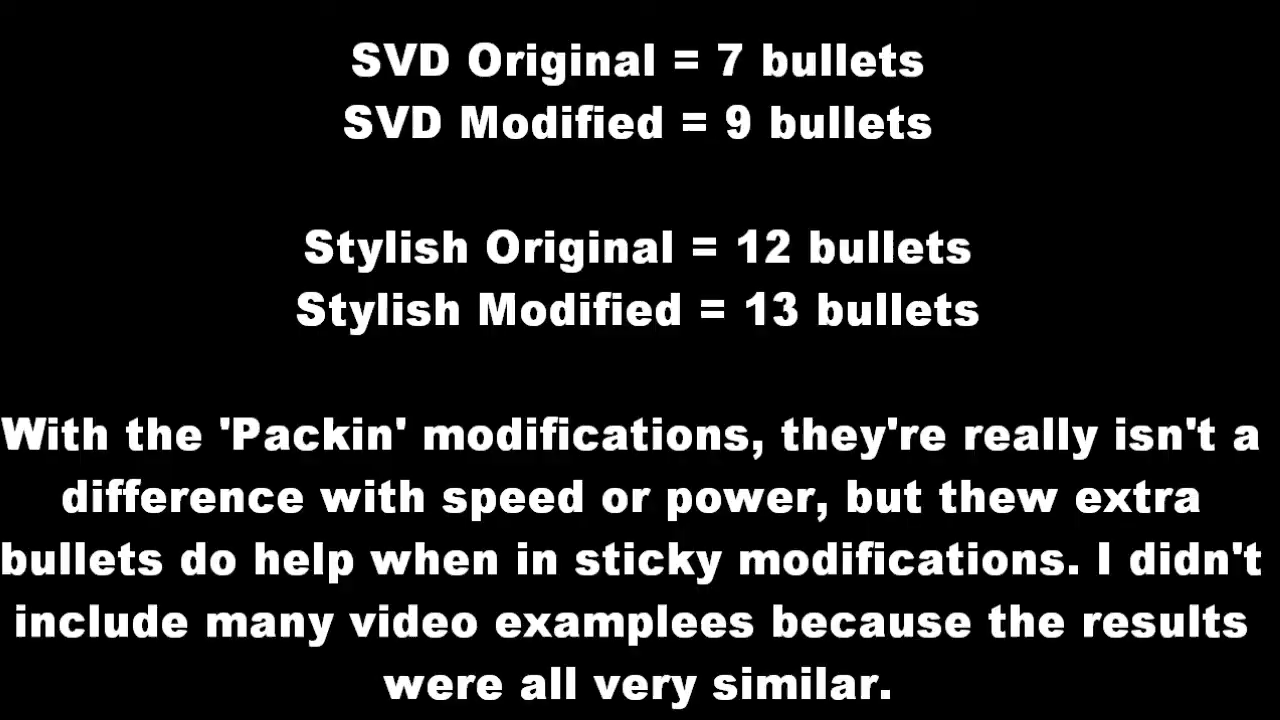 SVD Original = 7 bullets
SVD Modified = 9 bullets
Stylish Original = 12 bullets
Stylish Modified = 13 bullets
With the 'Packin' modifications, they're really isn't a
difference with speed or power, but thew extra
bullets do help when in sticky modifications. I didn't
include many video examplees because the results
were all very similar.